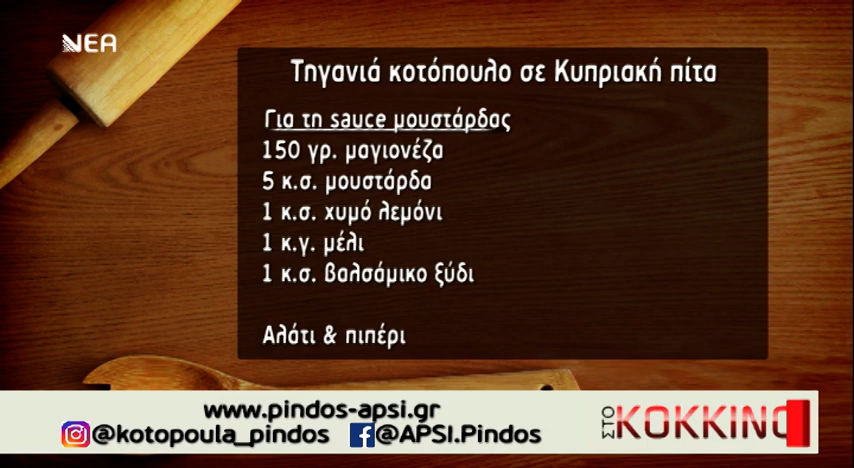 ΝΕΑ
Τηγανιά κοτόπουλο σε Κυπριακή πίτα
Για τη sauce μουστάρδας
150 γρ. μαγιονέζα
5 κ.σ. μουστάρδα
1 κ.σ. χυμό λεμόνι
1 κ.γ. μέλι
1 κ.σ. βαλσάμικο ξύδι
Αλάτι & πιπέρι
www.pindos-apsi.gr
@kotopoula_pindos @APSI.Pindos
ΣΤΟ ΚΟΚΚΙΝΟ